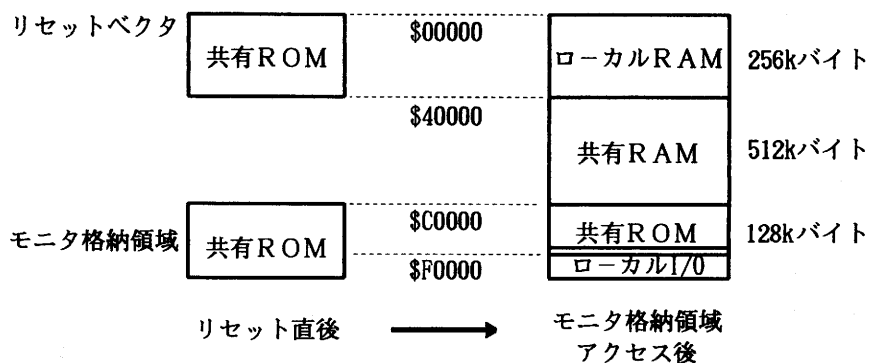 リセットベクタ
共有ROM
$00000
ローカルRAM
256kバイト
$40000
共有RAM
512kバイト
モニタ格納領域
共有ROM
$C0000
共有ROM
128kバイト
$F0000
ローカルI/O
リセット直後
モニタ格納領域
アクセス後